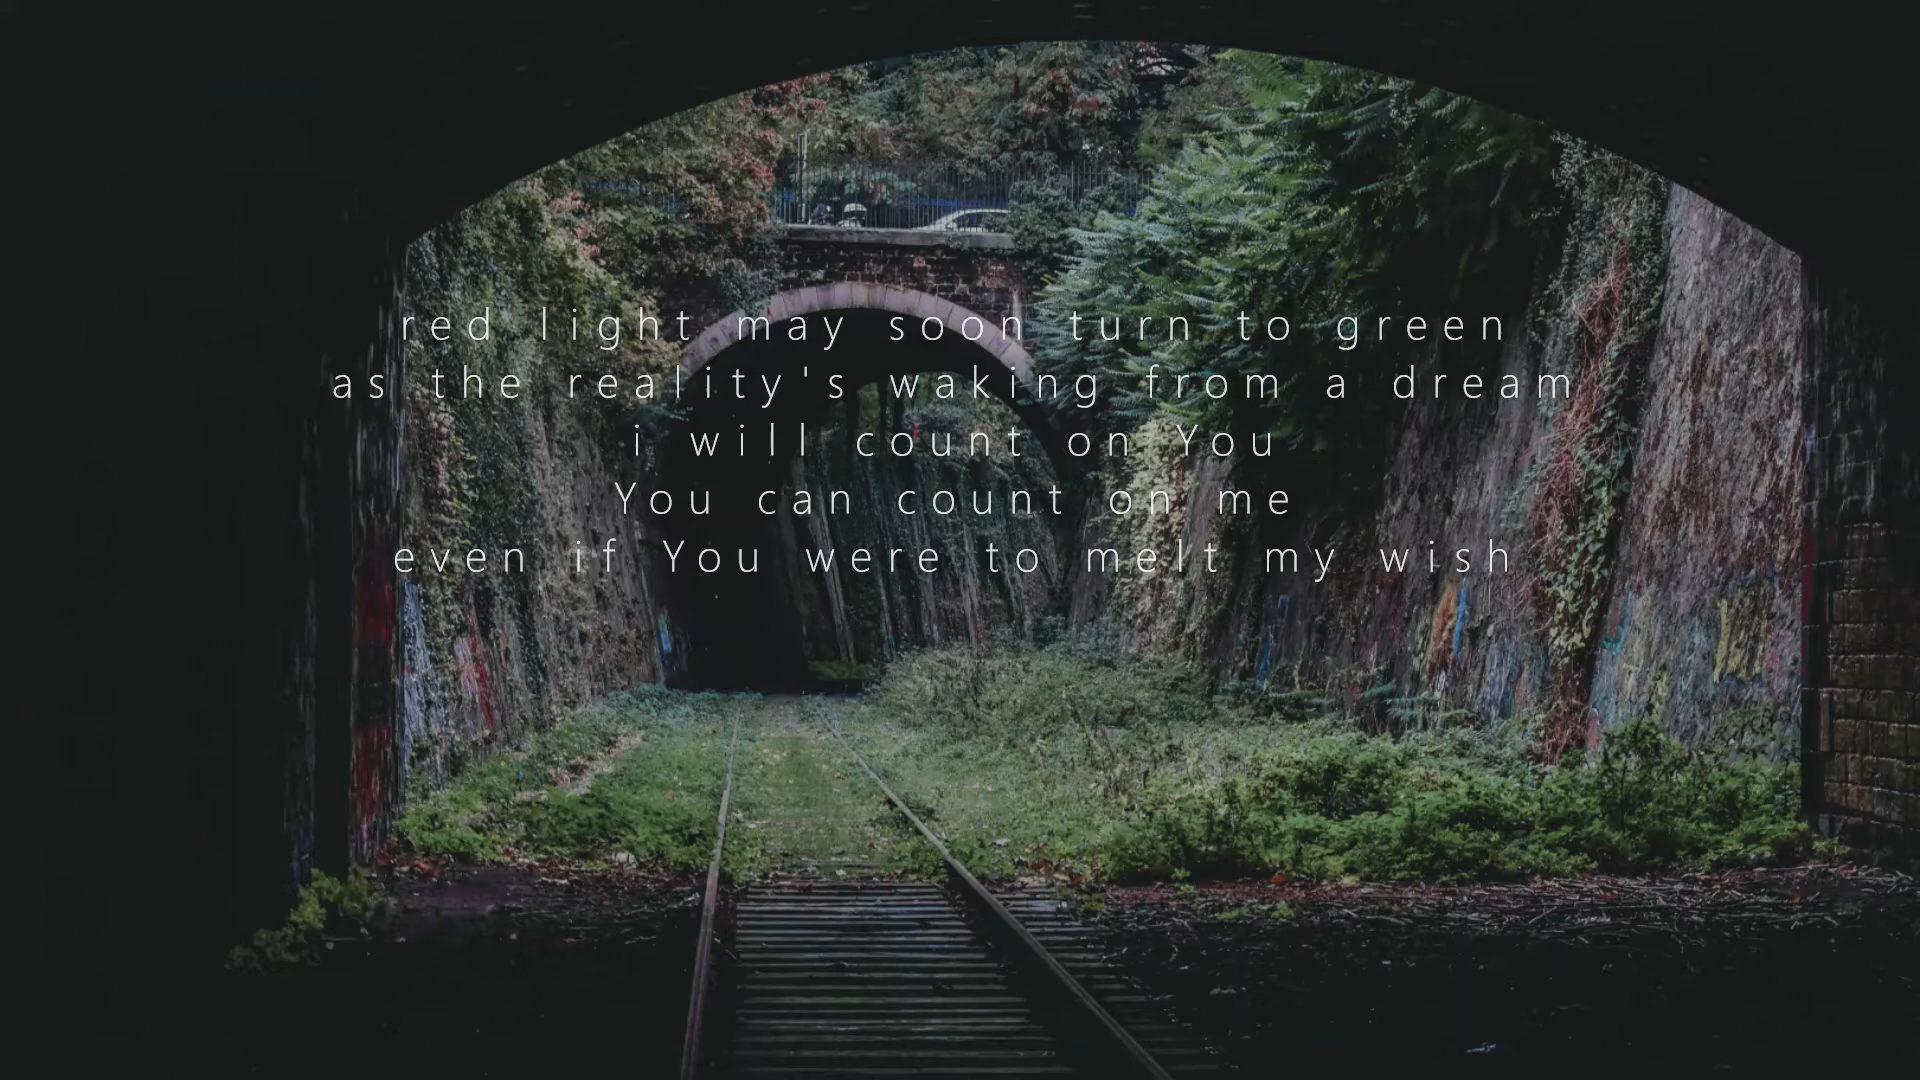 red light may soon turn to green
as the reality's waking from a dream
i will count on You
You can count on me
even if You were to melt my wish